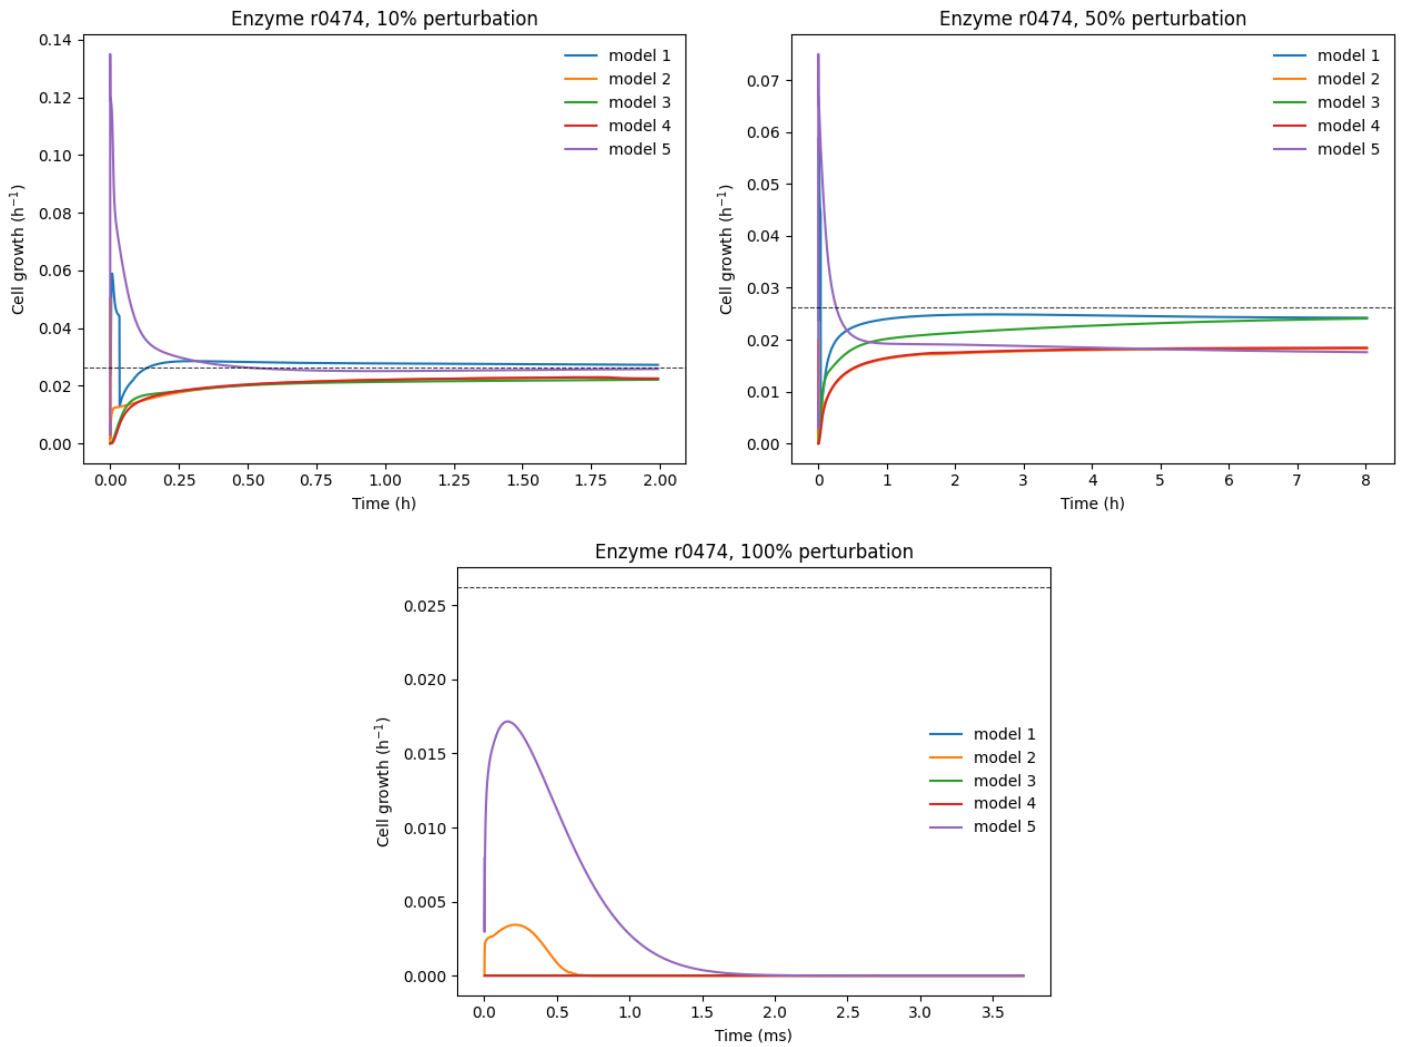 Enzyme r0474, 10% perturbation
Cell growth (h⁻¹)
0.14
0.12
0.10
0.08
0.06
0.04
0.02
0.00
model 1
model 2
model 3
model 4
model 5
0.00 0.25 0.50 0.75 1.00 1.25 1.50 1.75 2.00
Time (h)
Enzyme r0474, 50% perturbation
Cell growth (h⁻¹)
0.07
0.06
0.05
0.04
0.03
0.02
0.01
0.00
model 1
model 2
model 3
model 4
model 5
0 1 2 3 4 5 6 7 8
Time (h)
Enzyme r0474, 100% perturbation
Cell growth (h⁻¹)
0.025
0.020
0.015
0.010
0.005
0.000
model 1
model 2
model 3
model 4
model 5
0.0 0.5 1.0 1.5 2.0 2.5 3.0 3.5
Time (ms)